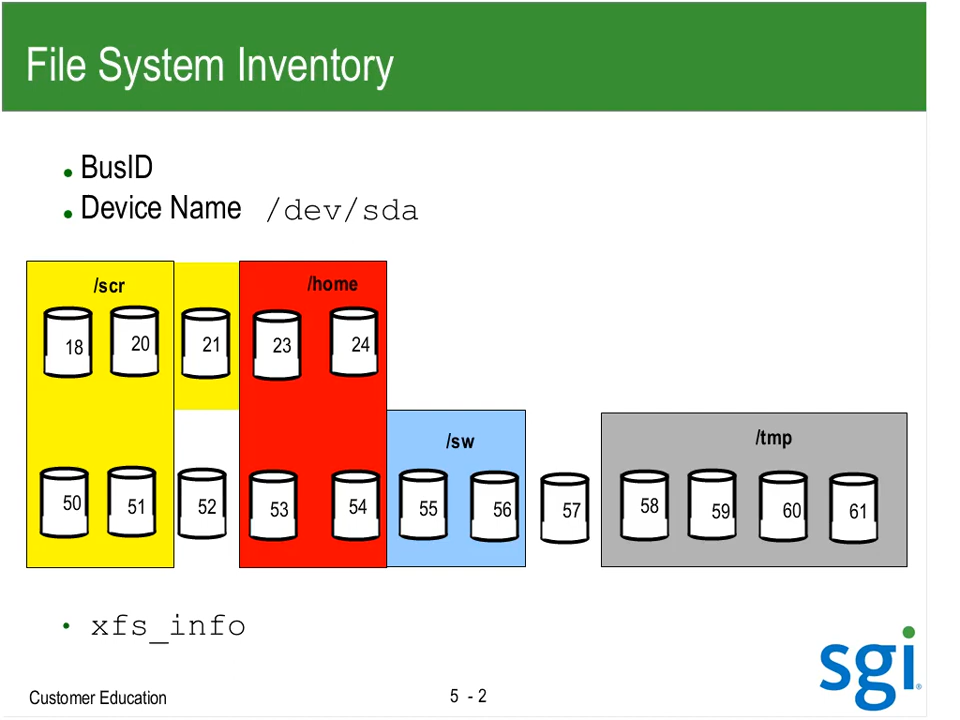 File System Inventory
• BusID
• Device Name /dev/sda
/scr /home
18 20 21 23 24
/sw /tmp
50 51 52 53 54 55 56 57 58 59 60 61
• xfs_info
Customer Education 5 - 2
sgi®